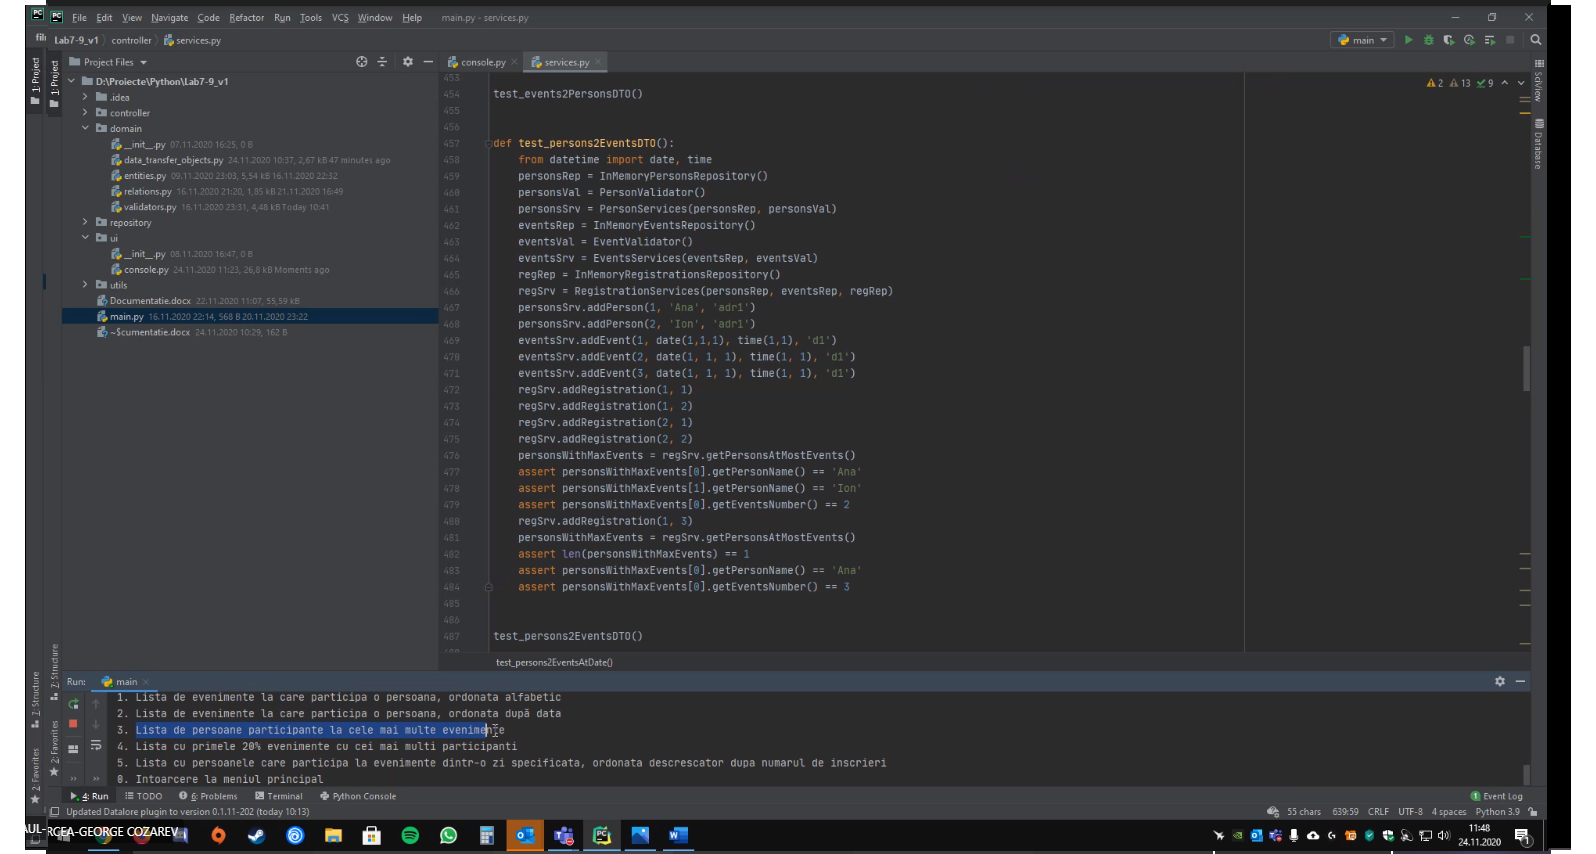 File Edit View Navigate Code Refactor Run Tools VCS Window Help main.py - services.py
Lab7-9_v1 controller services.py main
1: Project
1: Project
Project Files
console.py services.py
D:\Proiecte\Python\Lab7-9_v1
.idea
controller
domain
__init__.py 07.11.2020 16:25, 0 B
data_transfer_objects.py 24.11.2020 10:37, 2,67 kB 47 minutes ago
entities.py 09.11.2020 23:03, 5,54 kB 16.11.2020 22:32
relations.py 16.11.2020 21:20, 1,85 kB 21.11.2020 16:49
validators.py 16.11.2020 23:31, 4,48 kB Today 10:41
repository
ui
__init__.py 08.11.2020 16:47, 0 B
console.py 24.11.2020 11:23, 26,8 kB Moments ago
utils
Documentatie.docx 22.11.2020 11:07, 55,59 kB
main.py 16.11.2020 22:14, 568 B 20.11.2020 23:22
~$cumentatie.docx 24.11.2020 10:29, 162 B
2 13 9
SciView
Database
453
454 test_events2PersonsDTO()
455
456
457 def test_persons2EventsDTO():
458 from datetime import date, time
459 personsRep = InMemoryPersonsRepository()
460 personsVal = PersonValidator()
461 personsSrv = PersonServices(personsRep, personsVal)
462 eventsRep = InMemoryEventsRepository()
463 eventsVal = EventValidator()
464 eventsSrv = EventsServices(eventsRep, eventsVal)
465 regRep = InMemoryRegistrationsRepository()
466 regSrv = RegistrationServices(personsRep, eventsRep, regRep)
467 personsSrv.addPerson(1, 'Ana', 'adr1')
468 personsSrv.addPerson(2, 'Ion', 'adr1')
469 eventsSrv.addEvent(1, date(1,1,1), time(1,1), 'd1')
470 eventsSrv.addEvent(2, date(1, 1, 1), time(1, 1), 'd1')
471 eventsSrv.addEvent(3, date(1, 1, 1), time(1, 1), 'd1')
472 regSrv.addRegistration(1, 1)
473 regSrv.addRegistration(1, 2)
474 regSrv.addRegistration(2, 1)
475 regSrv.addRegistration(2, 2)
476 personsWithMaxEvents = regSrv.getPersonsAtMostEvents()
477 assert personsWithMaxEvents[0].getPersonName() == 'Ana'
478 assert personsWithMaxEvents[1].getPersonName() == 'Ion'
479 assert personsWithMaxEvents[0].getEventsNumber() == 2
480 regSrv.addRegistration(1, 3)
481 personsWithMaxEvents = regSrv.getPersonsAtMostEvents()
482 assert len(personsWithMaxEvents) == 1
483 assert personsWithMaxEvents[0].getPersonName() == 'Ana'
484 assert personsWithMaxEvents[0].getEventsNumber() == 3
485
486
487 test_persons2EventsDTO()
test_persons2EventsAtDate()
Z: Structure
Z: Structure
2: Favorites
2: Favorites
Run: main
1. Lista de evenimente la care participa o persoana, ordonata alfabetic
2. Lista de evenimente la care participa o persoana, ordonata după data
3. Lista de persoane participante la cele mai multe evenimente
4. Lista cu primele 20% evenimente cu cei mai multi participanti
5. Lista cu persoanele care participa la evenimente dintr-o zi specificata, ordonata descrescator dupa numarul de inscrieri
0. Intoarcere la meniul principal
4: Run TODO 6: Problems Terminal Python Console 1 Event Log
Updated Datalore plugin to version 0.1.11-202 (today 10:13) 55 chars 639:59 CRLF UTF-8 4 spaces Python 3.9
RCEA-GEORGE COZAREV
11:48
24.11.2020